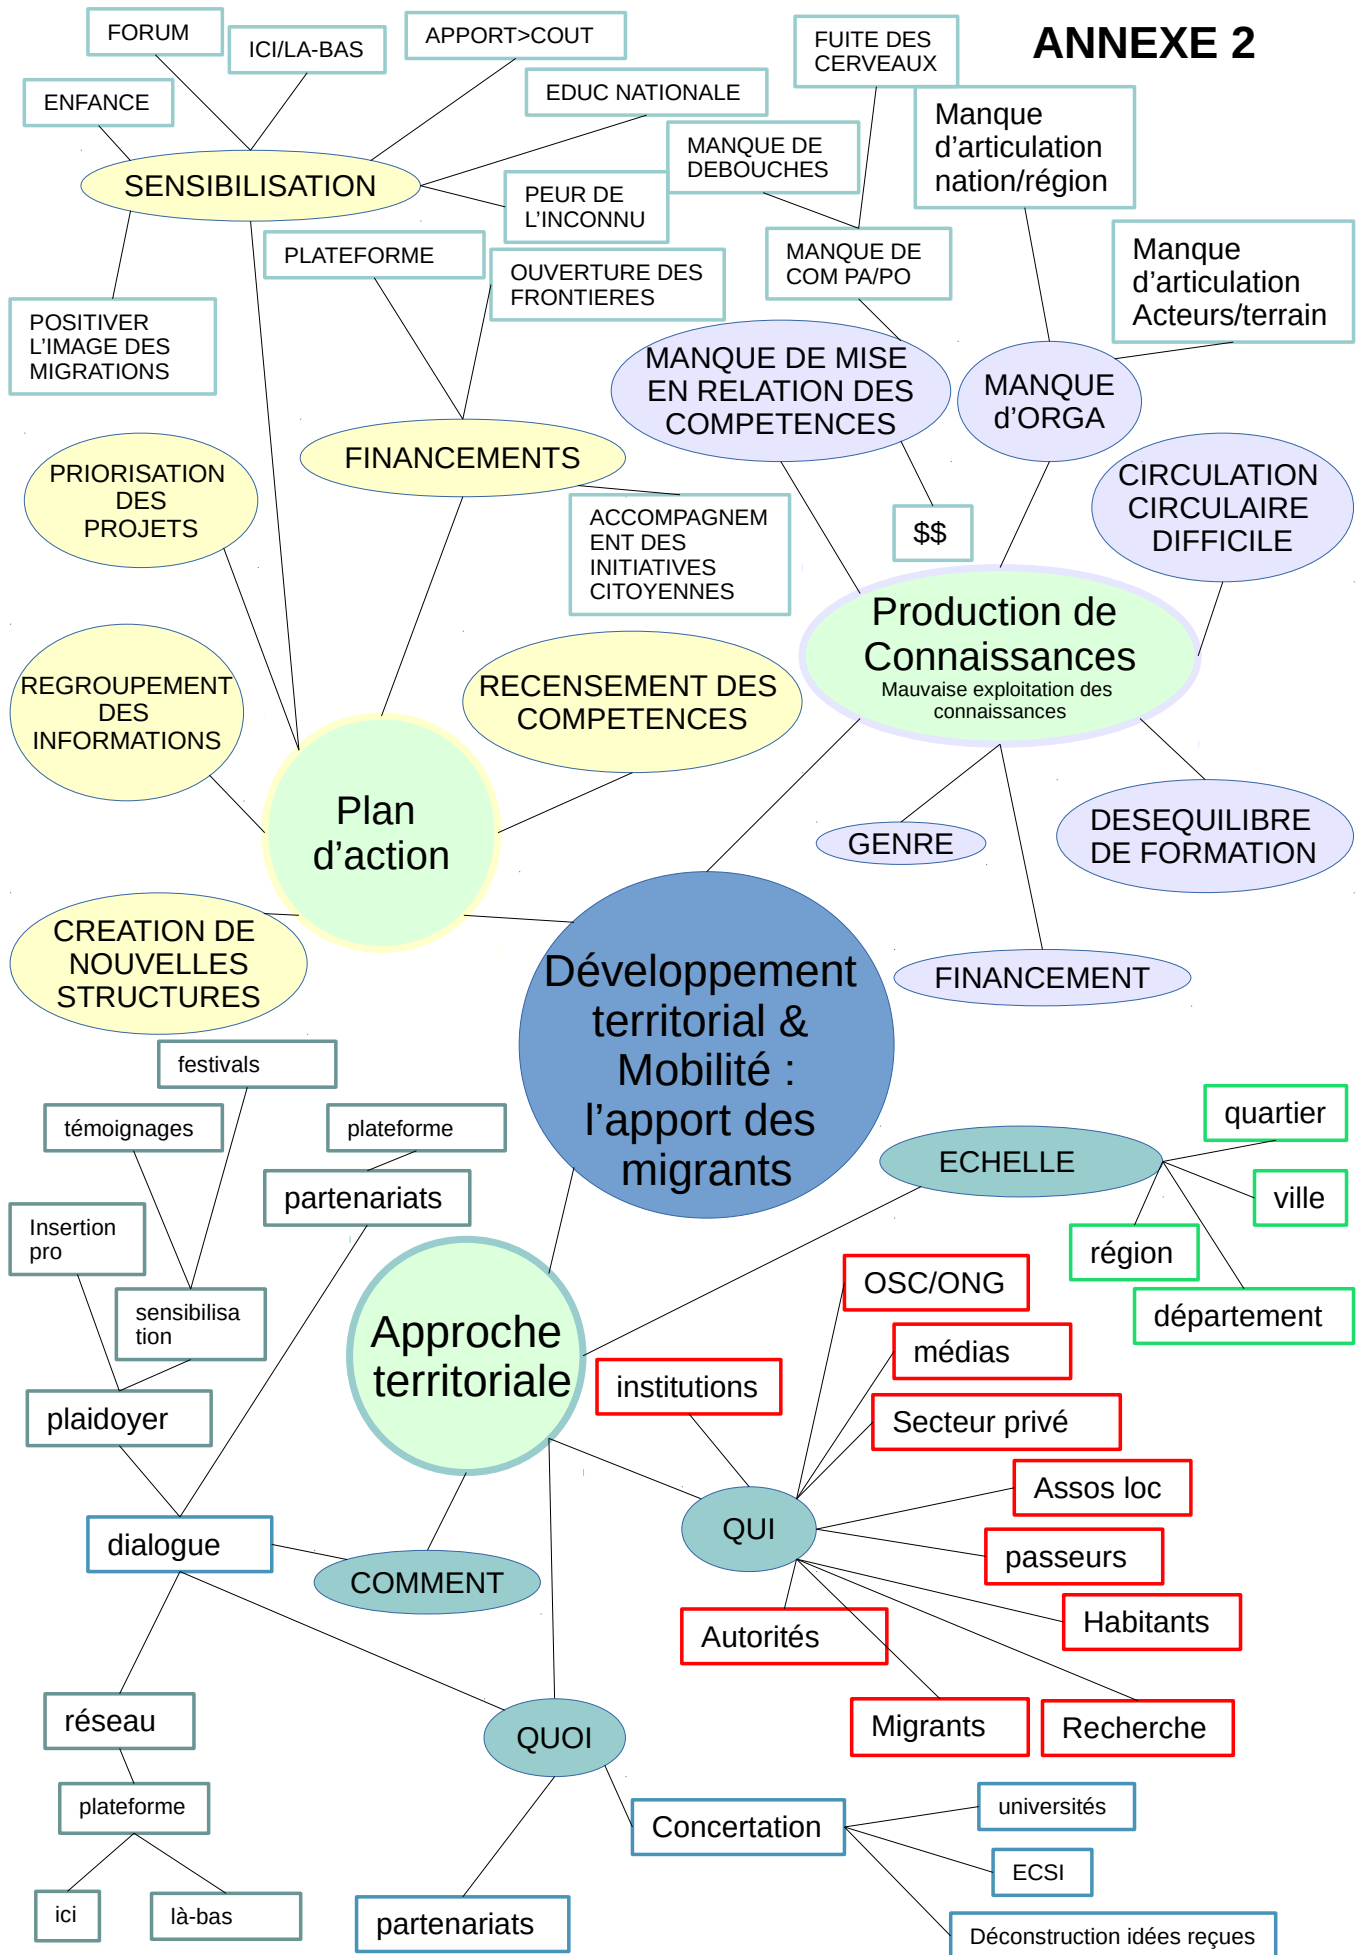 ANNEXE 2
FORUM
ICI/LA-BAS
APPORT>COUT
FUITE DES
CERVEAUX
ENFANCE
EDUC NATIONALE
Manque
d'articulation
nation/région
MANQUE DE
DEBOUCHES
SENSIBILISATION
PEUR DE
L'INCONNU
PLATEFORME
OUVERTURE DES
FRONTIERES
MANQUE DE
COM PA/PO
Manque
d'articulation
Acteurs/terrain
POSITIVER
L'IMAGE DES
MIGRATIONS
MANQUE DE MISE
EN RELATION DES
COMPETENCES
MANQUE
d'ORGA
FINANCEMENTS
PRIORISATION
DES
PROJETS
CIRCULATION
CIRCULAIRE
DIFFICILE
ACCOMPAGNEM
ENT DES
INITIATIVES
CITOYENNES
$$
Production de
Connaissances
Mauvaise exploitation des
connaissances
REGROUPEMENT
DES
INFORMATIONS
RECENSEMENT DES
COMPETENCES
Plan
d'action
GENRE
DESEQUILIBRE
DE FORMATION
CREATION DE
NOUVELLES
STRUCTURES
FINANCEMENT
Développement
territorial &
Mobilité :
l'apport des
migrants
festivals
témoignages
plateforme
partenariats
Insertion
pro
sensibilisa
tion
plaidoyer
ECHELLE
quartier
ville
région
département
Approche
territoriale
OSC/ONG
médias
institutions
Secteur privé
Assos loc
QUI
passeurs
Habitants
Autorités
Migrants
Recherche
dialogue
COMMENT
réseau
QUOI
plateforme
ici
là-bas
partenariats
Concertation
universités
ECSI
Déconstruction idées reçues